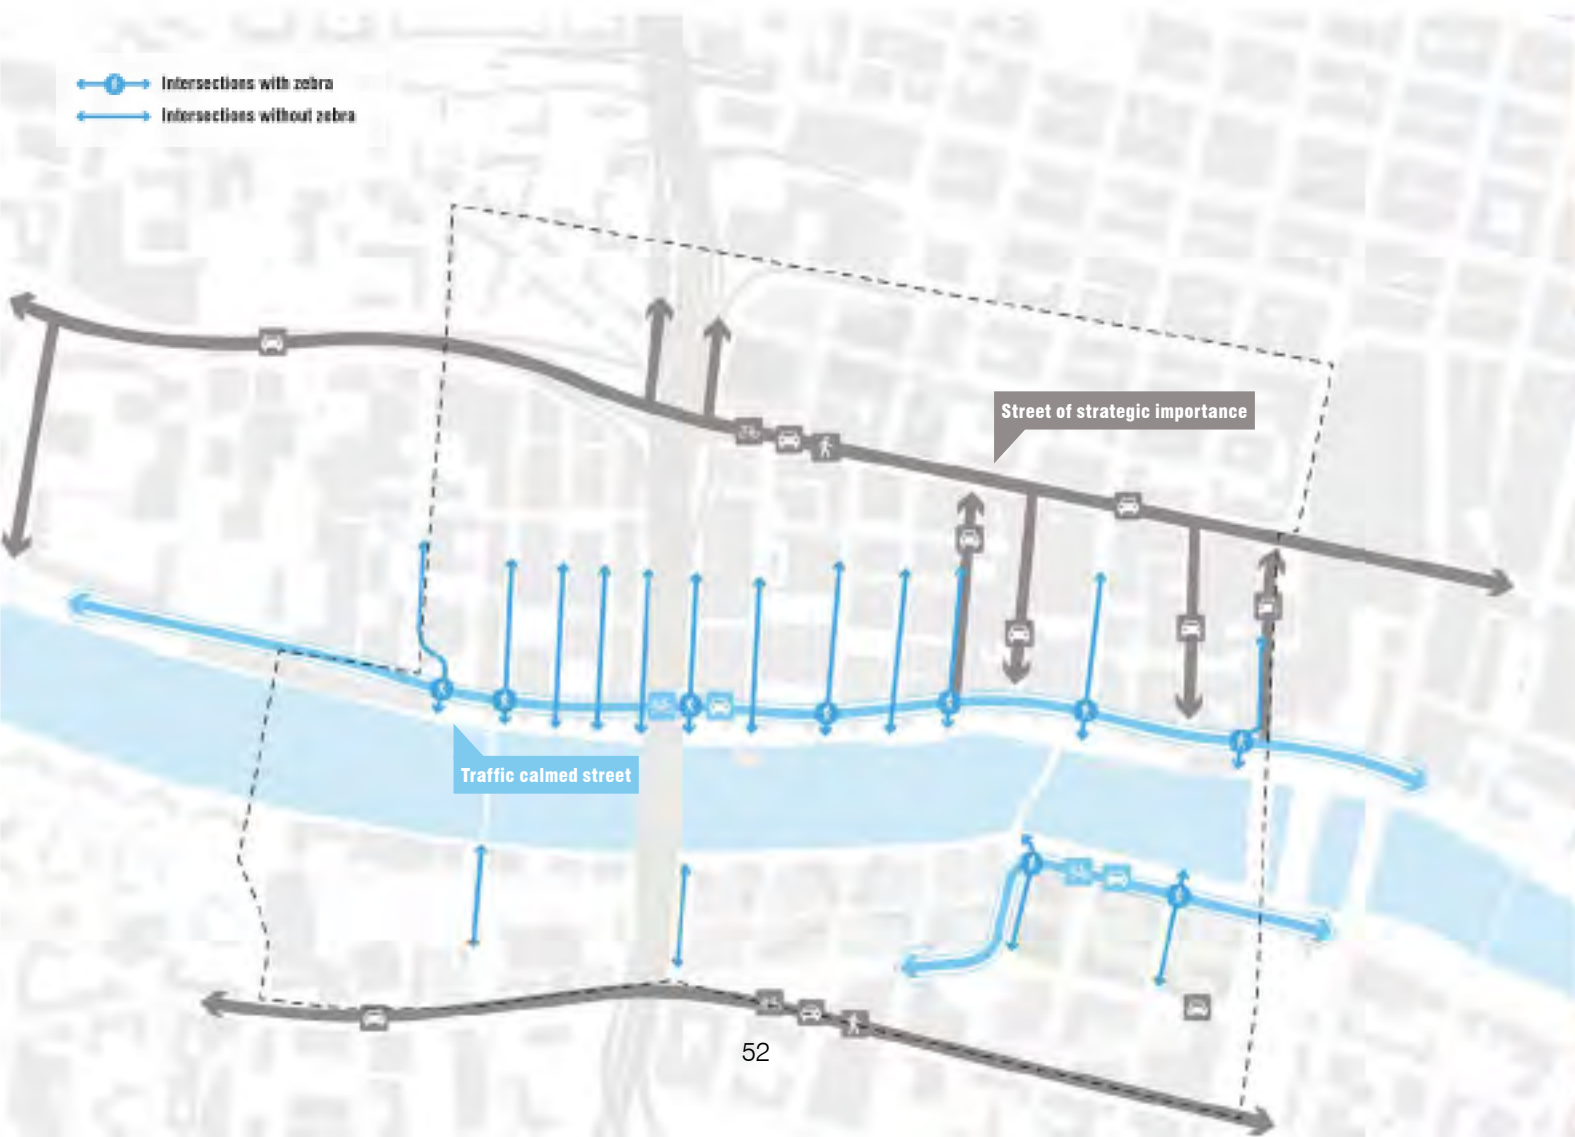 Intersections with zebra
Intersections without zebra
Street of strategic importance
Traffic calmed street
52